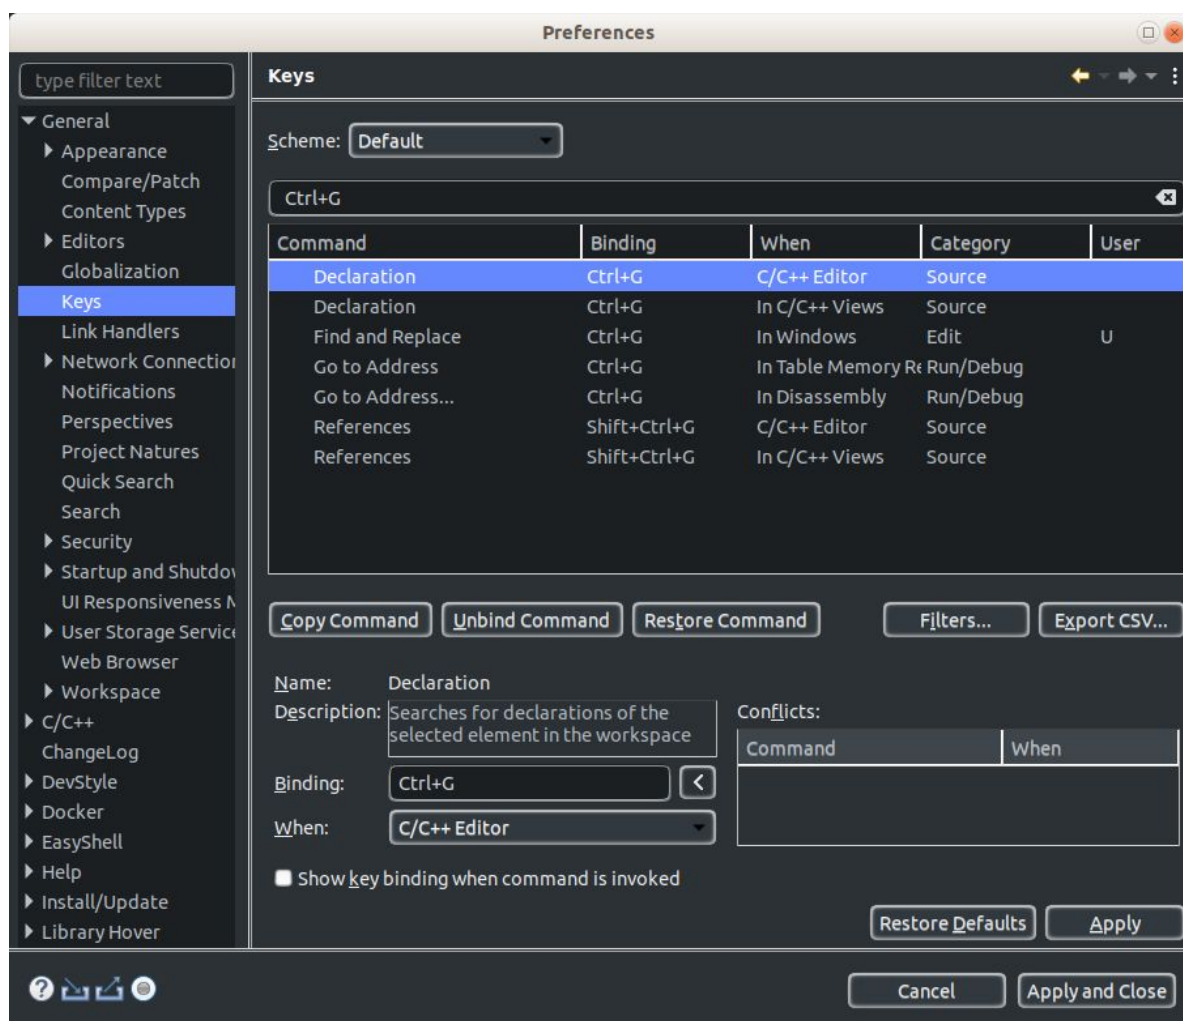 Preferences
type filter text
General
Appearance
Compare/Patch
Content Types
Editors
Globalization
Keys
Link Handlers
Network Connection
Notifications
Perspectives
Project Natures
Quick Search
Search
Security
Startup and Shutdov
UI Responsiveness M
User Storage Service
Web Browser
Workspace
C/C++
ChangeLog
DevStyle
Docker
EasyShell
Help
Install/Update
Library Hover
Keys
Scheme: Default
Ctrl+G
Command Binding When Category User
Declaration Ctrl+G C/C++ Editor Source
Declaration Ctrl+G In C/C++ Views Source
Find and Replace Ctrl+G In Windows Edit U
Go to Address Ctrl+G In Table Memory Re Run/Debug
Go to Address... Ctrl+G In Disassembly Run/Debug
References Shift+Ctrl+G C/C++ Editor Source
References Shift+Ctrl+G In C/C++ Views Source
Copy Command Unbind Command Restore Command Filters... Export CSV...
Name: Declaration
Description: Searches for declarations of the
selected element in the workspace
Conflicts:
Command When
Binding: Ctrl+G <
When: C/C++ Editor
Show key binding when command is invoked
Restore Defaults Apply
Cancel Apply and Close